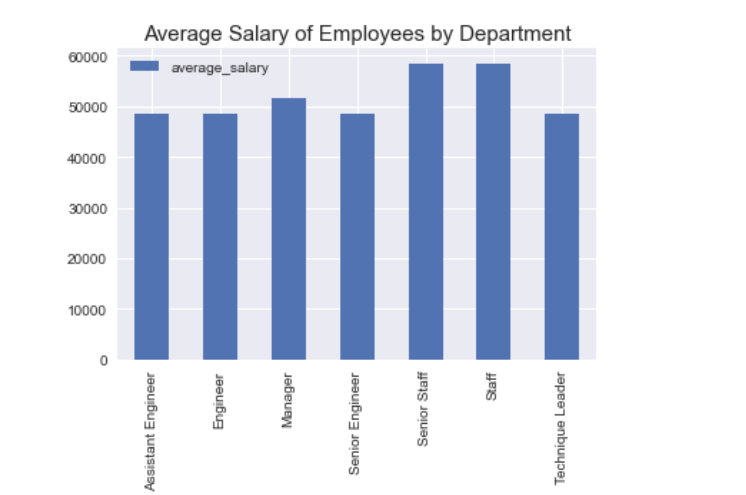 Average Salary of Employees by Department
average_salary
60000
50000
40000
30000
20000
10000
0
Assistant Engineer
Engineer
Manager
Senior Engineer
Senior Staff
Staff
Technique Leader